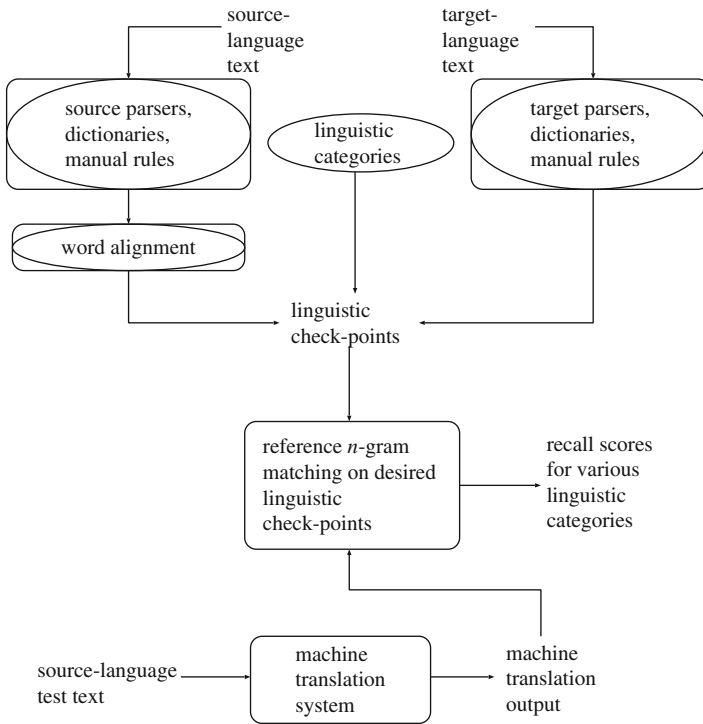 source-
language
text
target-
language
text
source parsers,
dictionaries,
manual rules
linguistic
categories
target parsers,
dictionaries,
manual rules
word alignment
linguistic
check-points
reference n-gram
matching on desired
linguistic
check-points
recall scores
for various
linguistic
categories
source-language
test text
machine
translation
system
machine
translation
output